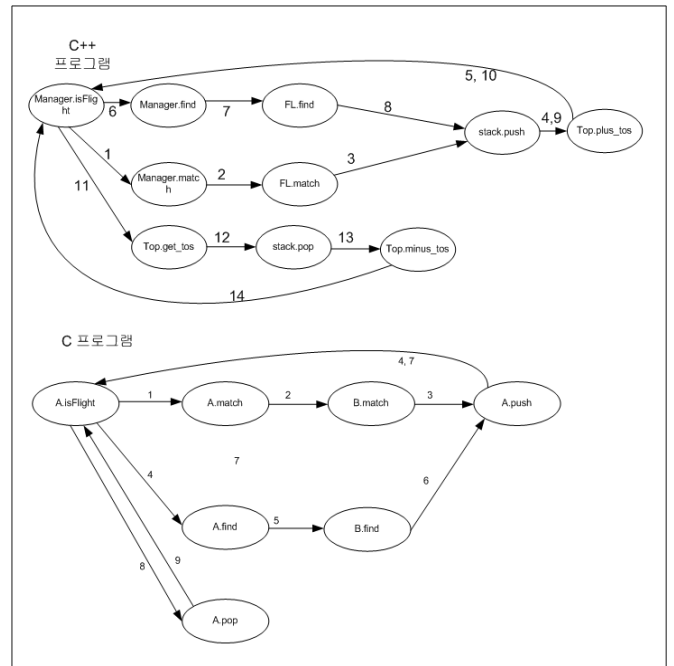 C++
프로그램
5, 10
Manager.isFlig
ht
6
Manager.find
7
FL.find
8
stack.push
4,9
Top.plus_tos
1
Manager.matc
h
2
FL.match
3
11
Top.get_tos
12
stack.pop
13
Top.minus_tos
14
C 프로그램
4, 7
A.isFlight
1
A.match
2
B.match
3
A.push
7
4
A.find
5
B.find
6
8
9
A.pop